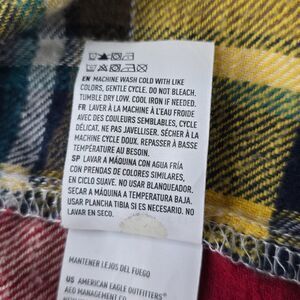 EN MACHINE WASH COLD WITH LIKE
COLORS, GENTLE CYCLE. DO NOT BLEACH.
TUMBLE DRY LOW. COOL IRON IF NEEDED.
FR LAVER À LA MACHINE À L'EAU FROIDE
AVEC DES COULEURS SEMBLABLES, CYCLE
DÉLICAT. NE PAS JAVELLISER. SÉCHER À LA
MACHINE CYCLE DOUX. REPASSER À BASSE
TEMPÉRATURE AU BESOIN.
SP LAVAR A MÁQUINA CON AGUA FRÍA
CON PRENDAS DE COLORES SIMILARES,
EN CICLO SUAVE. NO USAR BLANQUEADOR.
SECAR A MÁQUINA A TEMPERATURA BAJA.
USAR PLANCHA TIBIA SI ES NECESARIO. NO
LAVAR EN SECO.
MANTENER LEJOS DEL FUEGO
US AMERICAN EAGLE OUTFITTERS®
AEO MANAGEMENT CO.